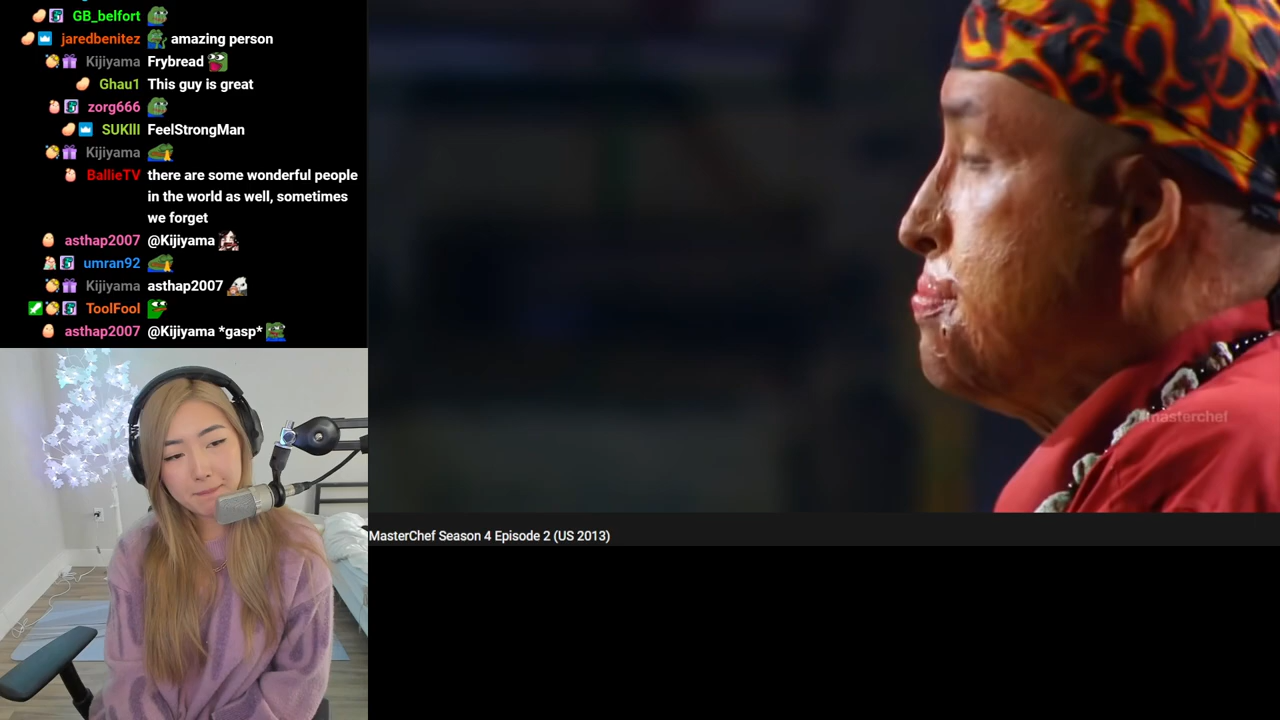 GB_belfort
jaredbenitez amazing person
Kijiyama Frybread
Ghau1 This guy is great
zorg666
SUKlll FeelStrongMan
Kijiyama
BallieTV there are some wonderful people
in the world as well, sometimes
we forget
asthap2007 @Kijiyama
umran92
Kijiyama asthap2007
ToolFool
asthap2007 @Kijiyama *gasp*
masterchef
MasterChef Season 4 Episode 2 (US 2013)